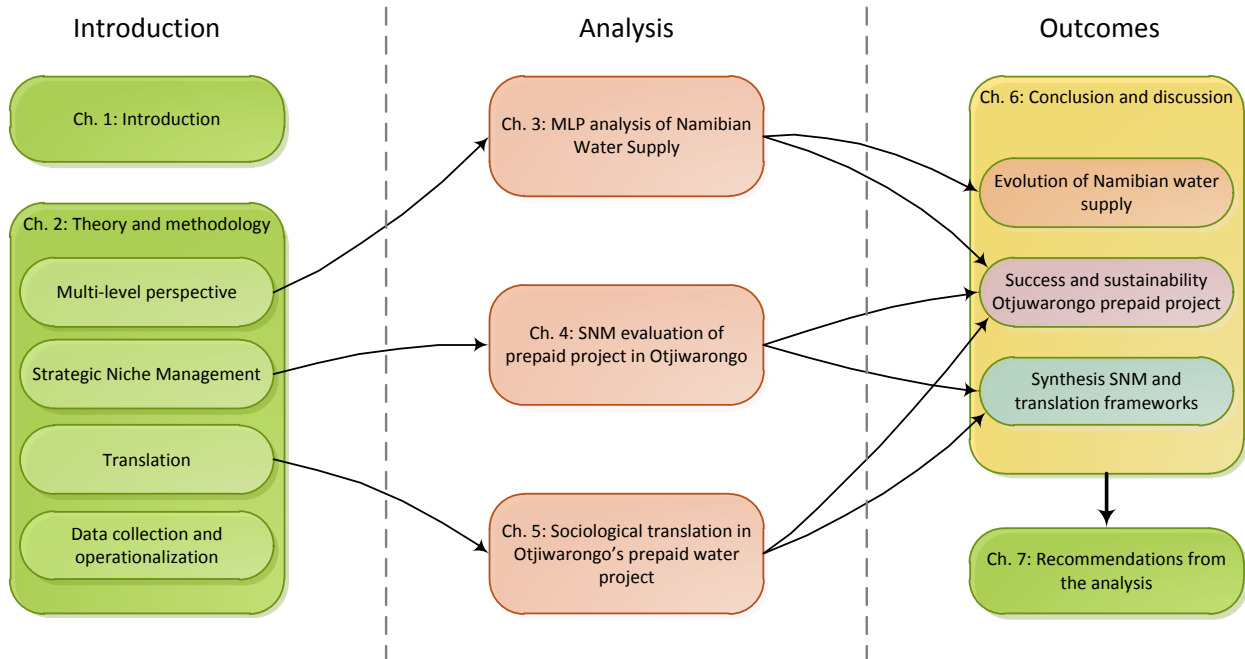 Introduction
Ch. 1: Introduction
Ch. 2: Theory and methodology
Multi-level perspective
Strategic Niche Management
Translation
Data collection and
operationalization
Analysis
Ch. 3: MLP analysis of Namibian
Water Supply
Ch. 4: SNM evaluation of
prepaid project in Otjiwarongo
Ch. 5: Sociological translation in
Otjiwarongo’s prepaid water
project
Outcomes
Ch. 6: Conclusion and discussion
Evolution of Namibian water
supply
Success and sustainability
Otjuwarongo prepaid project
Synthesis SNM and
translation frameworks
Ch. 7: Recommendations from
the analysis